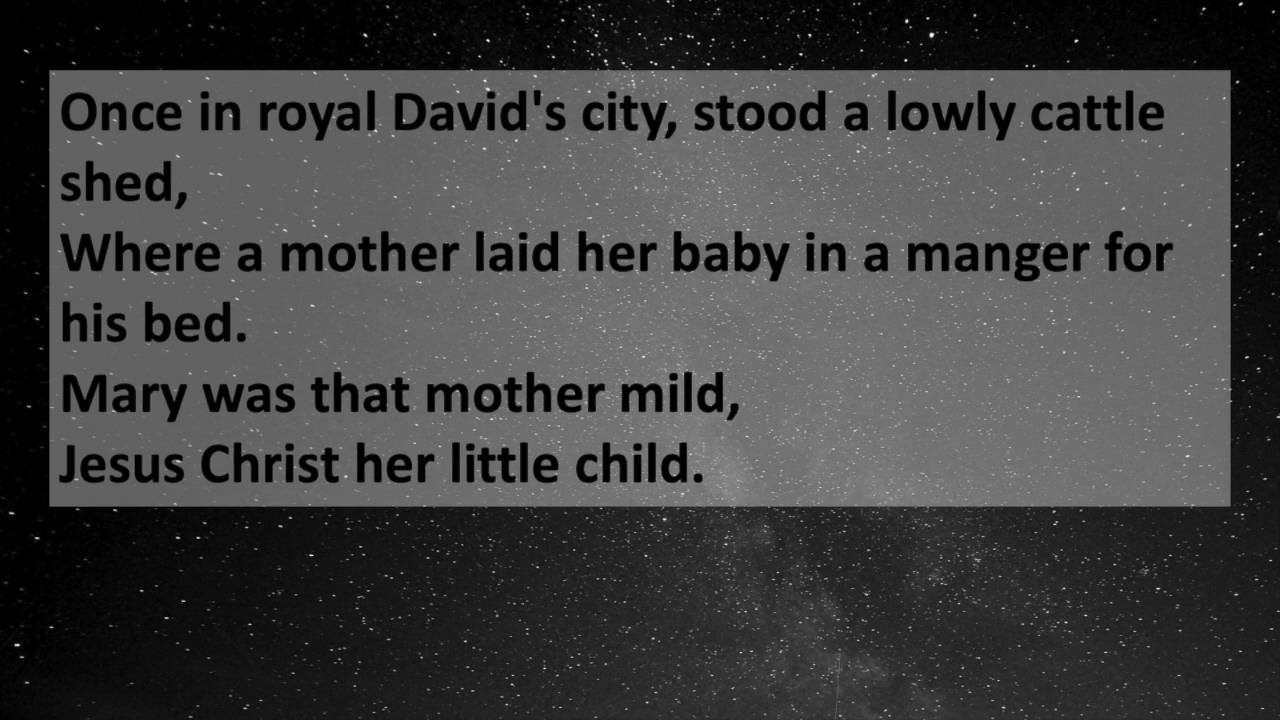 Once in royal David's city, stood a lowly cattle
shed,
Where a mother laid her baby in a manger for
his bed.
Mary was that mother mild,
Jesus Christ her little child.